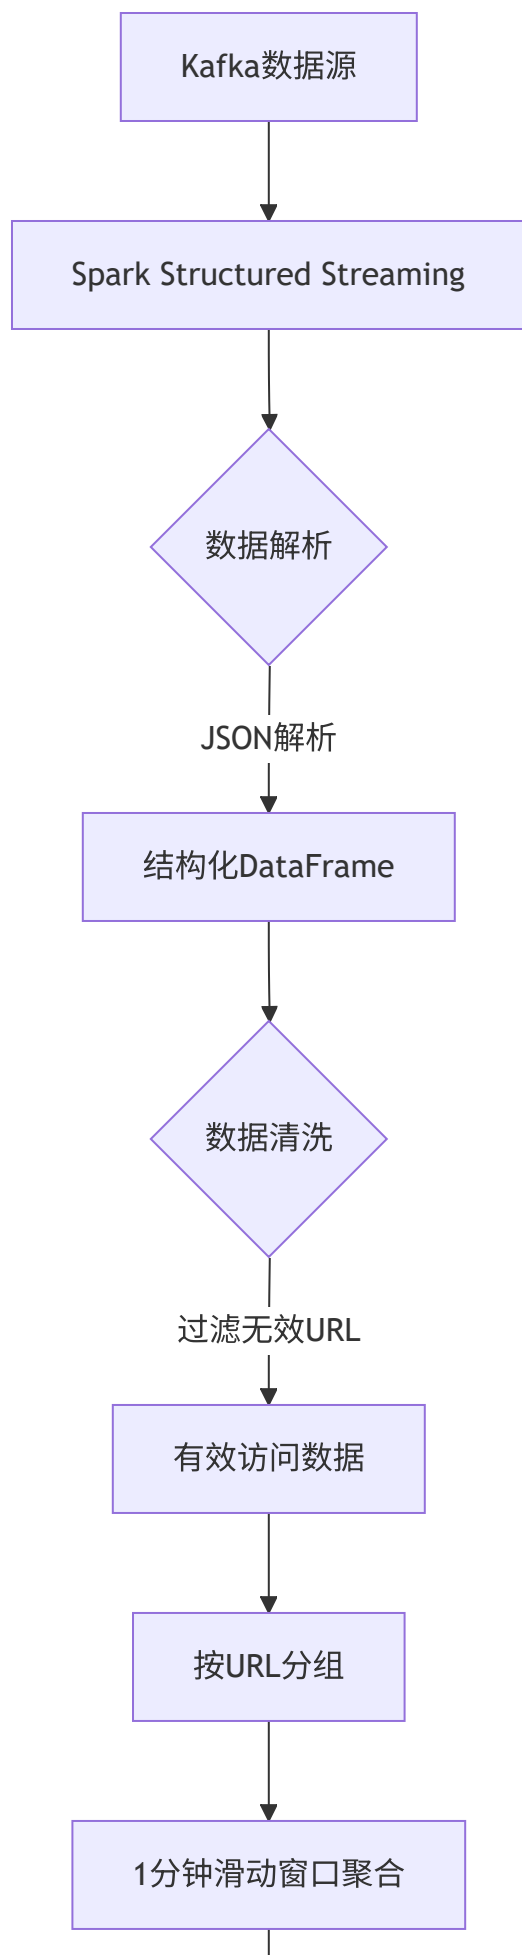 Kafka数据源
Spark Structured Streaming
数据解析
JSON解析
结构化DataFrame
数据清洗
过滤无效URL
有效访问数据
按URL分组
1分钟滑动窗口聚合